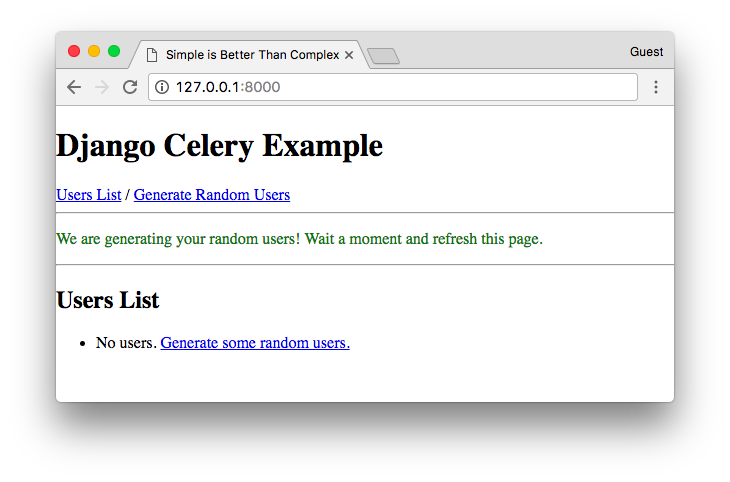 Simple is Better Than Complex
Guest
127.0.0.1:8000
Django Celery Example
Users List / Generate Random Users
We are generating your random users! Wait a moment and refresh this page.
Users List
No users. Generate some random users.